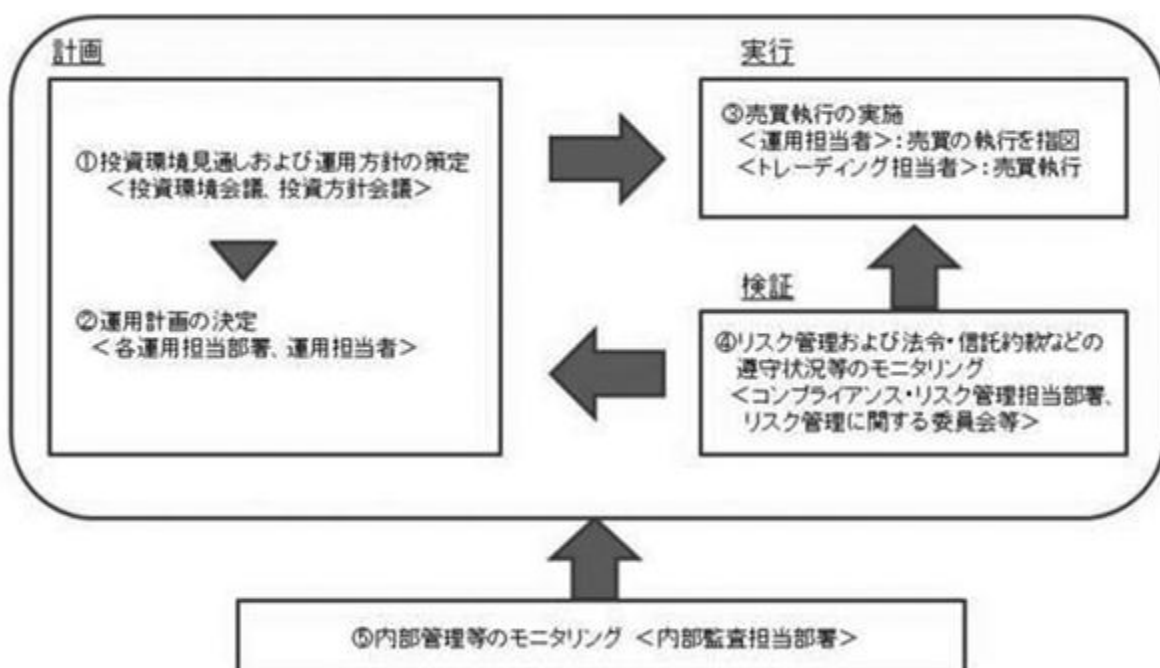 計画
①投資環境見通しおよび運用方針の策定
＜投資環境会議、投資方針会議＞
②運用計画の決定
＜各運用担当部署、運用担当者＞
実行
③売買執行の実施
＜運用担当者＞：売買の執行を指図
＜トレーディング担当者＞：売買執行
検証
④リスク管理および法令・信託約款などの
遵守状況等のモニタリング
＜コンプライアンス・リスク管理担当部署、
リスク管理に関する委員会等＞
⑤内部管理等のモニタリング ＜内部監査担当部署＞